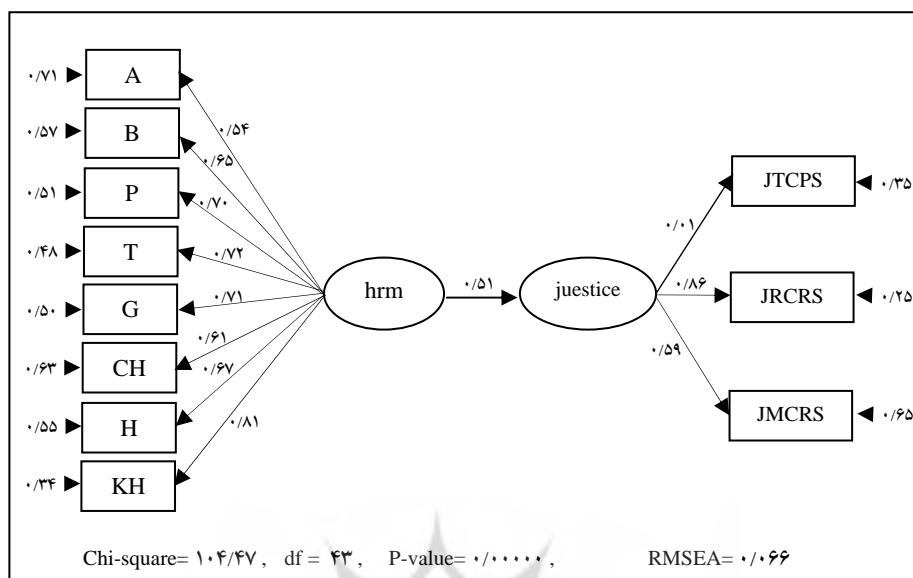 ۰/۷۱
A
۰/۵۴
۰/۵۷
B
۰/۶۵
۰/۵۱
P
۰/۷۰
۰/۴۸
T
۰/۷۲
۰/۵۰
G
۰/۷۱
۰/۶۳
CH
۰/۶۱
۰/۵۵
H
۰/۶۷
۰/۳۴
KH
۰/۸۱
hrm
۰/۵۱
juestice
۰/۰۱
JTCPS
۰/۳۵
۰/۸۶
JRCRS
۰/۲۵
۰/۵۹
JMCRS
۰/۶۵
Chi-square= ۱۰۴/۴۷ , df = ۴۳ , P-value= ۰/۰۰۰۰۰ , RMSEA= ۰/۰۶۶